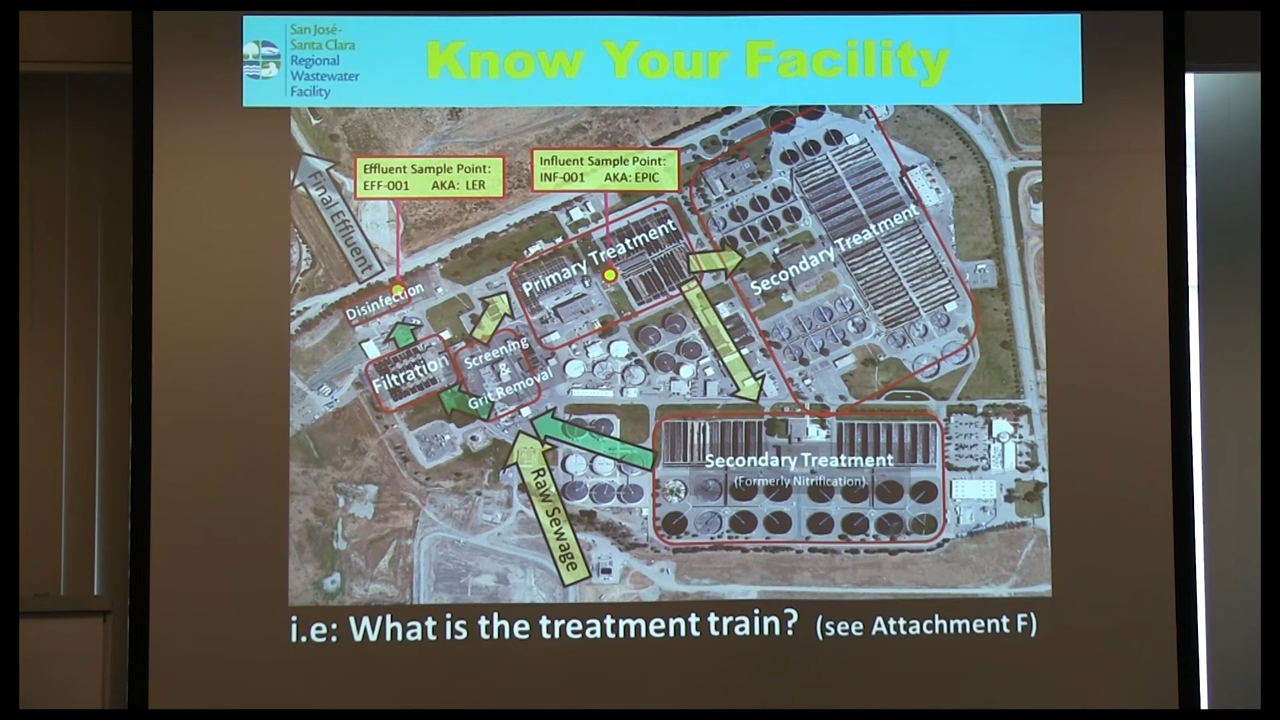 San José-
Santa Clara
Regional
Wastewater
Facility
Know Your Facility
Effluent Sample Point:
EFF-001 AKA: LER
Influent Sample Point:
INF-001 AKA: EPIC
Final Effluent
Disinfection
Primary Treatment
Secondary Treatment
Filtration
Screening
&
Grit Removal
Raw Sewage
Secondary Treatment
(Formerly Nitrification)
i.e: What is the treatment train? (see Attachment F)